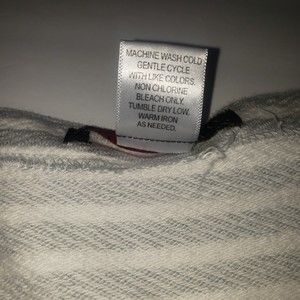 MACHINE WASH COLD
GENTLE CYCLE
WITH LIKE COLORS.
NON CHLORINE
BLEACH ONLY.
TUMBLE DRY LOW.
WARM IRON
AS NEEDED.